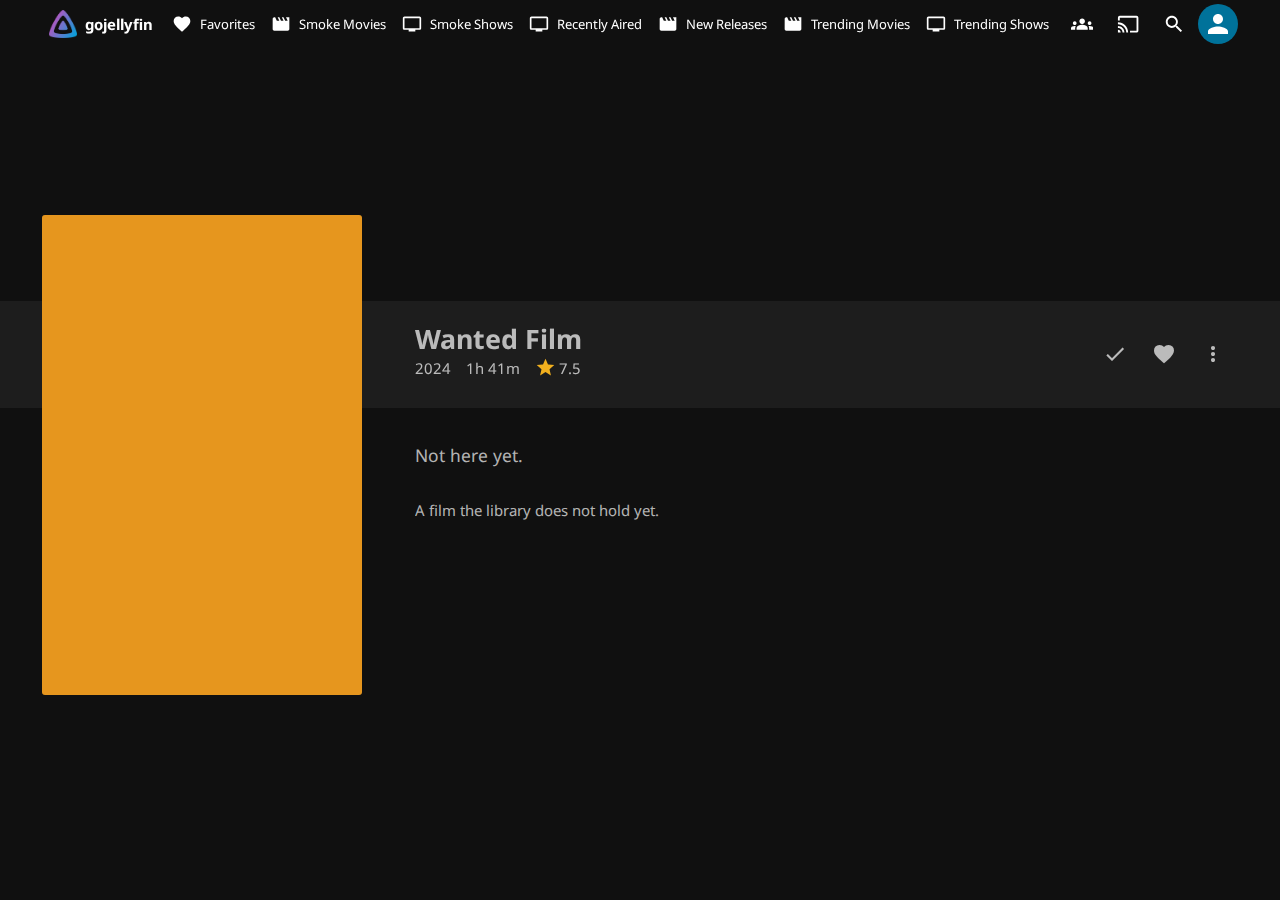 gojellyfin Favorites Smoke Movies Smoke Shows Recently Aired New Releases Trending Movies Trending Shows
Wanted Film
2024 1h 41m 7.5
Not here yet.
A film the library does not hold yet.